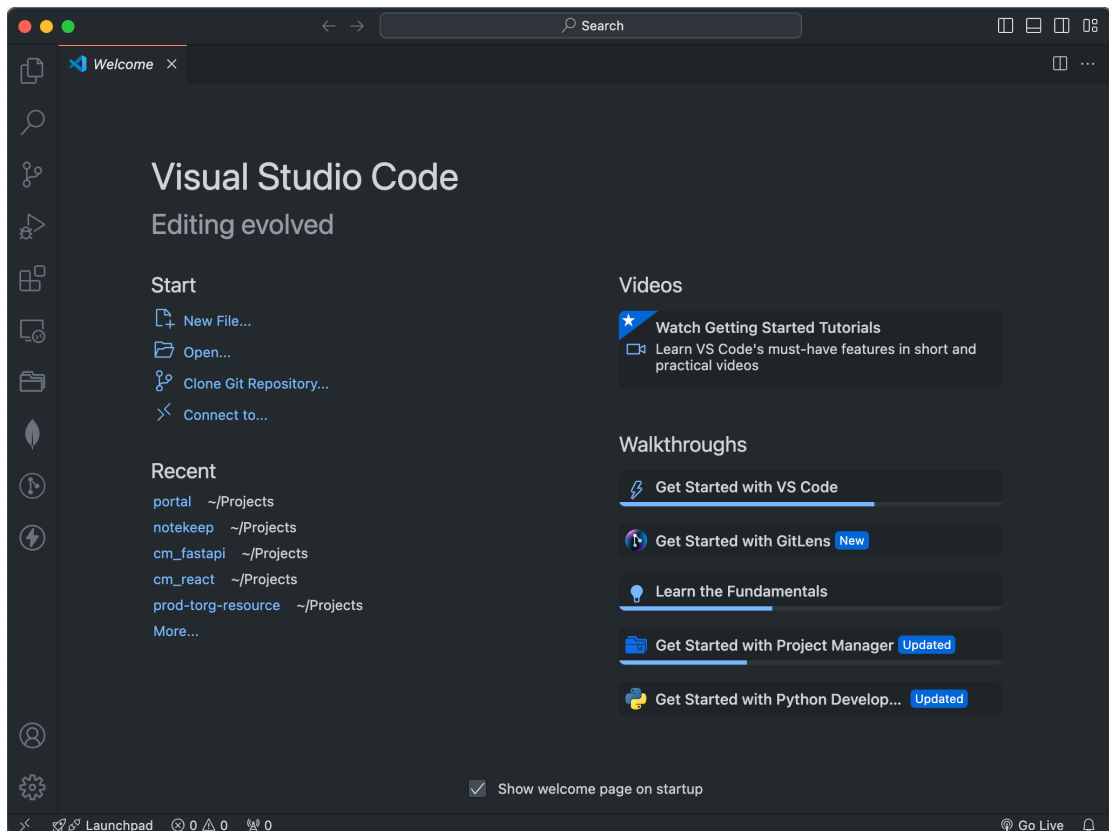 Search
Welcome
Visual Studio Code
Editing evolved
Start
New File...
Open...
Clone Git Repository...
Connect to...
Recent
portal ~/Projects
notekeep ~/Projects
cm_fastapi ~/Projects
cm_react ~/Projects
prod-torg-resource ~/Projects
More...
Videos
Watch Getting Started Tutorials
Learn VS Code's must-have features in short and
practical videos
Walkthroughs
Get Started with VS Code
Get Started with GitLens New
Learn the Fundamentals
Get Started with Project Manager Updated
Get Started with Python Develop... Updated
Show welcome page on startup
Launchpad 0 0 0 Go Live